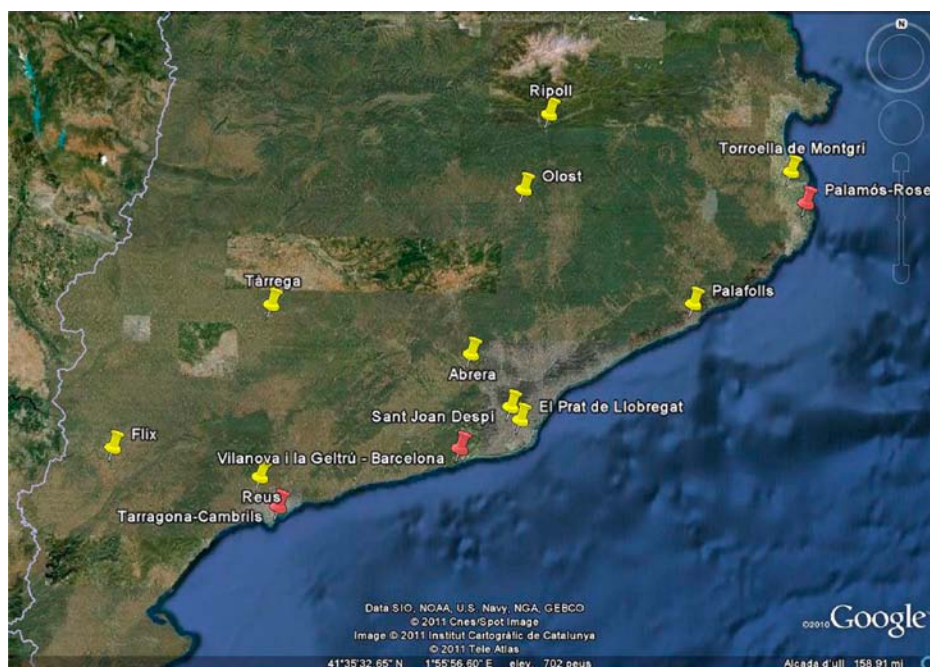 N
Ripoll
Torroella de Montgrí
Olost
Palamós-Rose
Tàrrega
Palafolls
Abrera
El Prat de Llobregat
Sant Joan Despí
Flix
Vilanova i la Geltrú - Barcelona
Reus
Tarragona-Cambrils
Data SIO, NOAA, U.S. Navy, NGA, GEBCO
© 2011 Cnes/Spot Image
Image © 2011 Institut Cartogràfic de Catalunya
© 2011 Tele Atlas
©2010 Google
41°35'32.65" N 1°55'56.60" E elev. 702 peus Alçada d'ull 158.91 mi